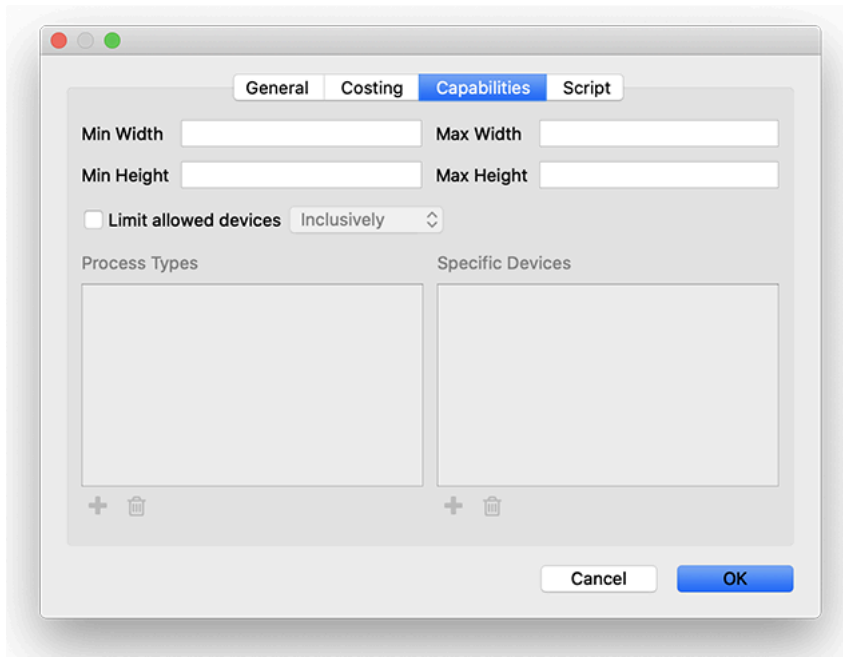 General Costing Capabilities Script
Min Width Max Width
Min Height Max Height
Limit allowed devices Inclusively
Process Types Specific Devices
Cancel OK